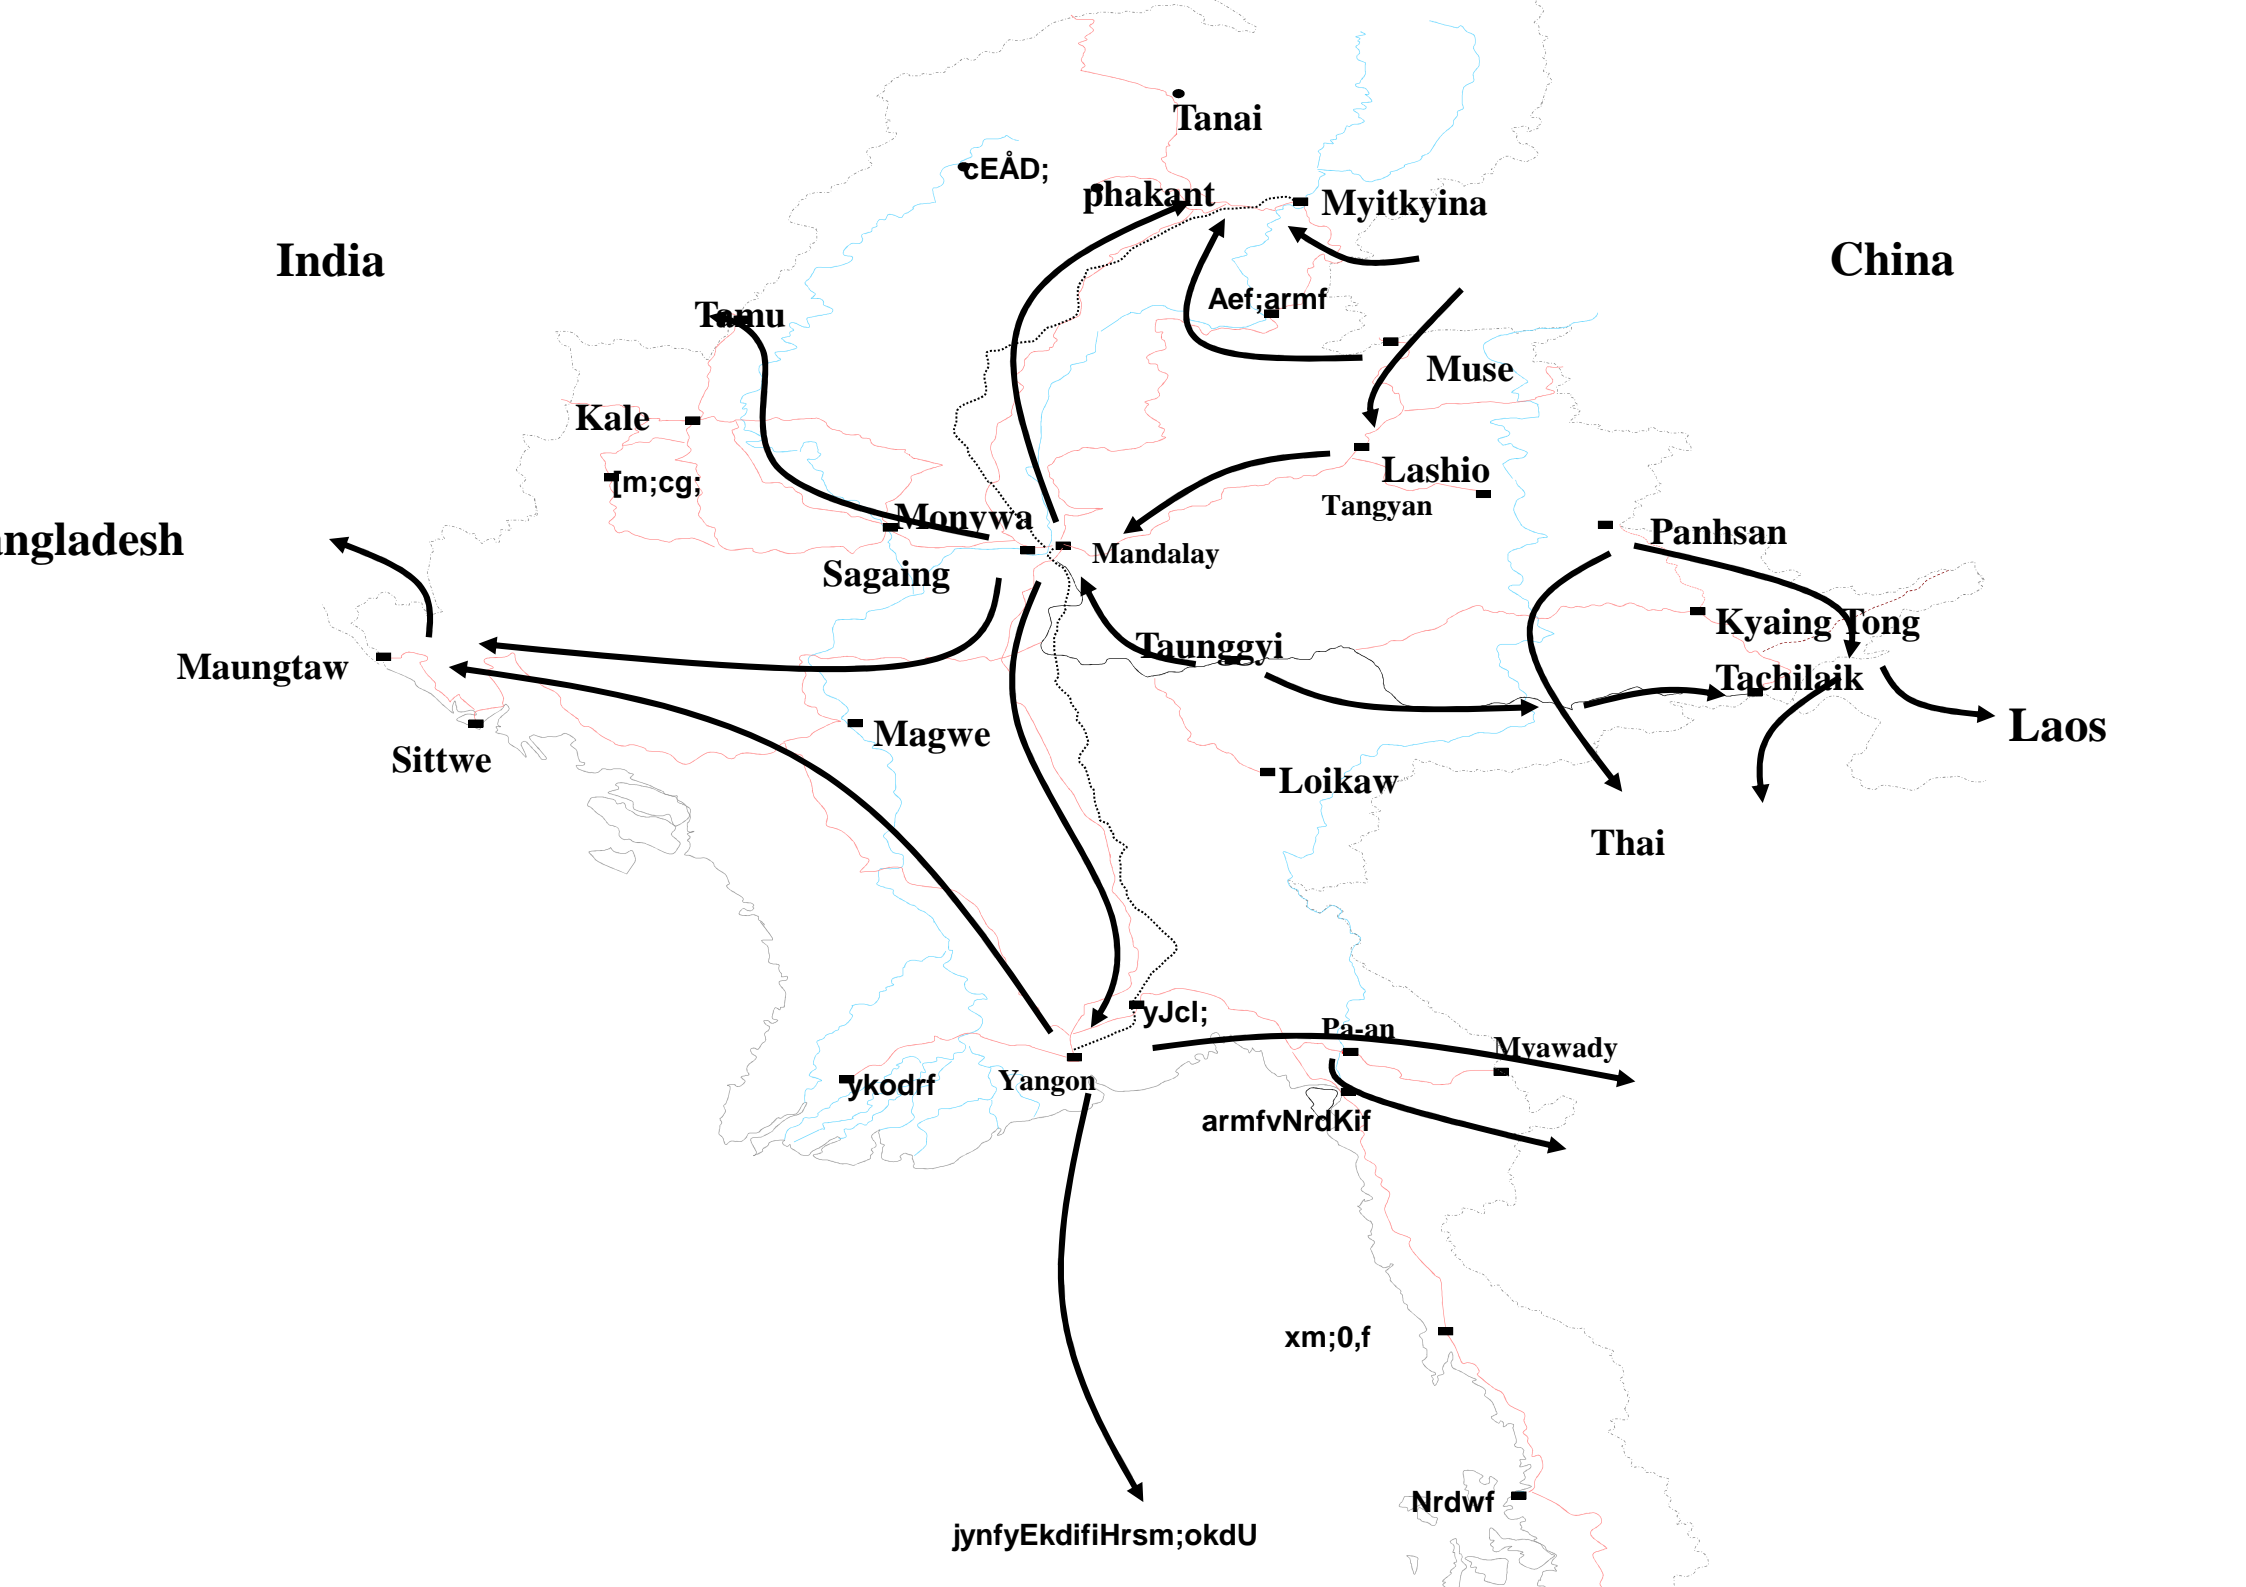 Tanai
cEÅD;
phakant
Myitkyina
India
China
Aef;armf
Tamu
Muse
Kale
Lashio
[m;cg;
Tangyan
Monywa
Panhsan
ngladesh
Mandalay
Sagaing
Kyaing Tong
Taunggyi
Maungtaw
Tachilaik
Laos
Magwe
Sittwe
Loikaw
Thai
yJcl;
Pa-an
Myawady
ykodrf
Yangon
armfvNrdKif
xm;0,f
Nrdwf
jynfyEkdifiHrsm;okdU